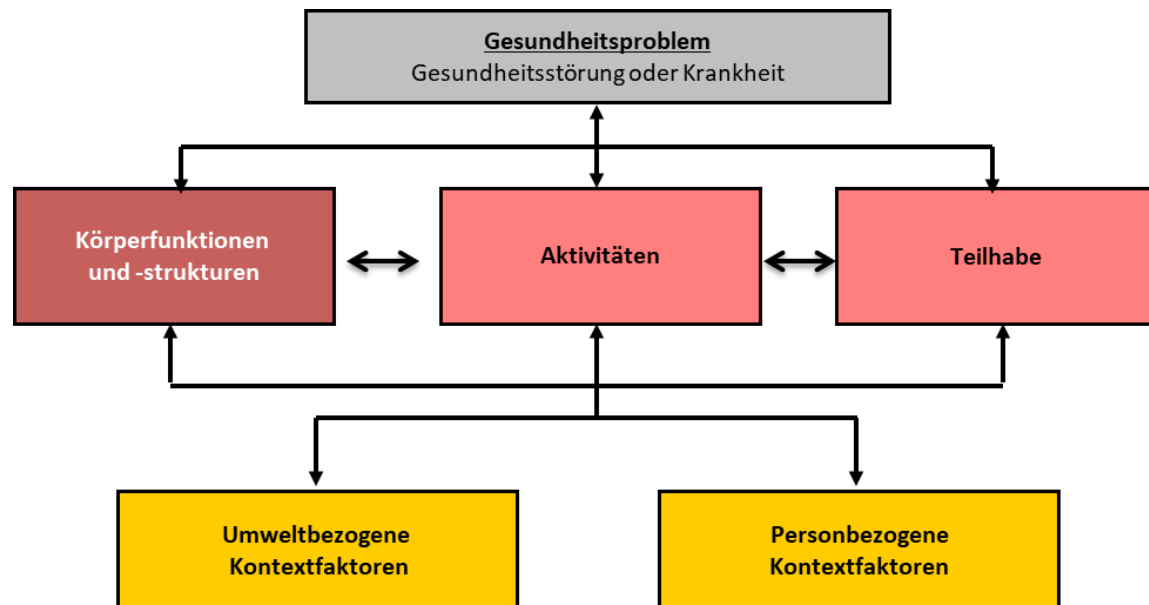 Gesundheitsproblem
Gesundheitsstörung oder Krankheit
Körperfunktionen
und -strukturen
Aktivitäten
Teilhabe
Umweltbezogene
Kontextfaktoren
Personbezogene
Kontextfaktoren